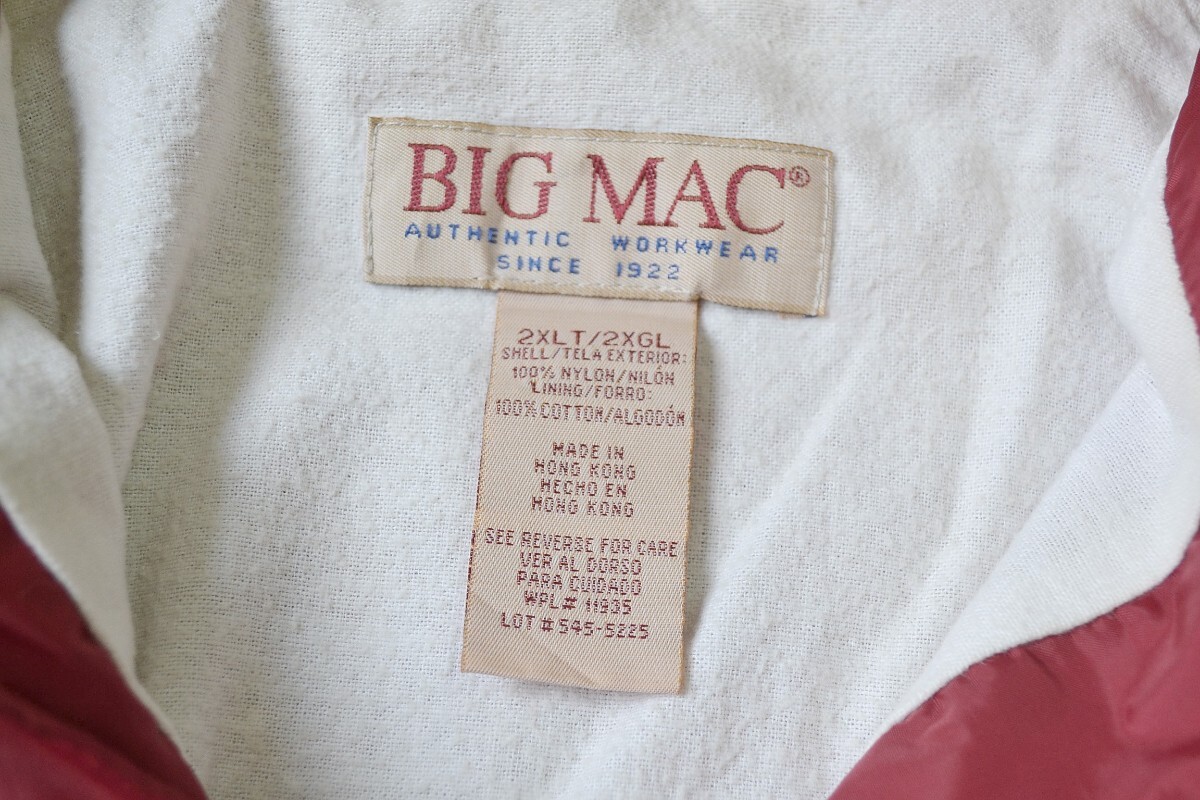 BIG MAC®
AUTHENTIC WORKWEAR
SINCE 1922
2XLT/2XGL
SHELL/TELA EXTERIOR:
100% NYLON/NILÓN
LINING/FORRO:
100% COTTON/ALGODÓN
MADE IN
HONG KONG
HECHO EN
HONG KONG
SEE REVERSE FOR CARE
VER AL DORSO
PARA CUIDADO
WPL# 11935
LOT #545-5225